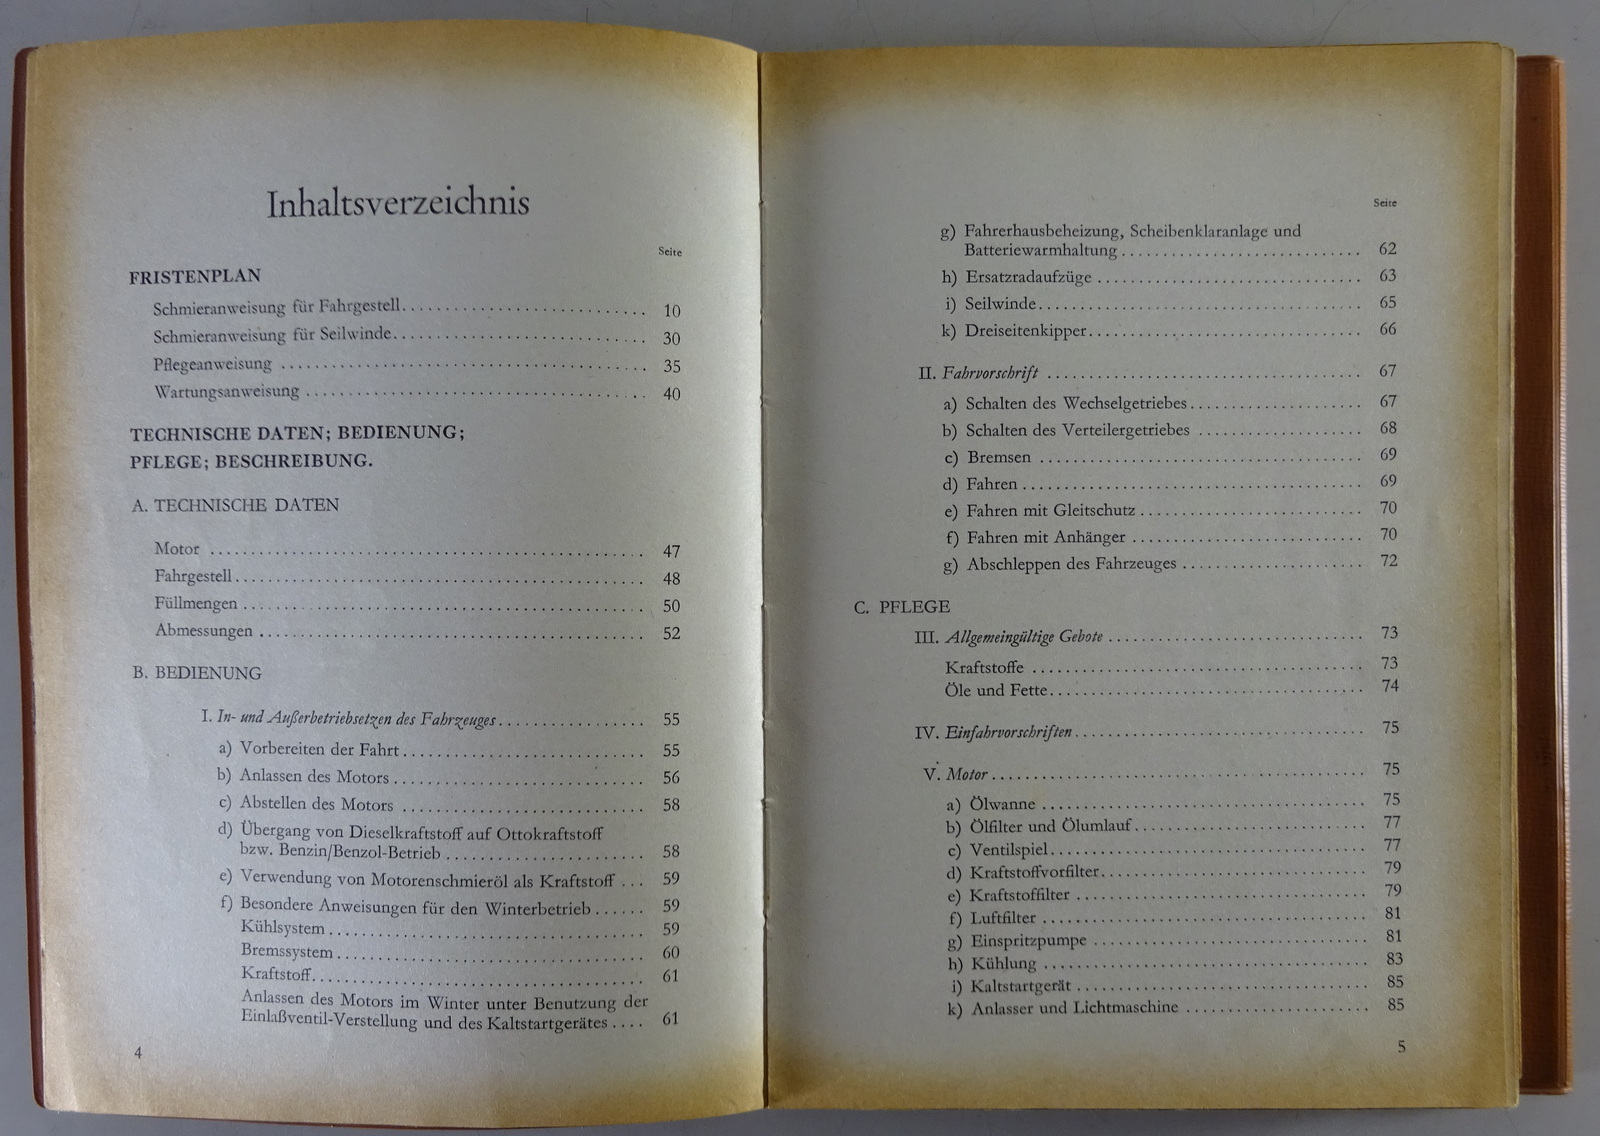 Inhaltsverzeichnis
Seite
FRISTENPLAN
Schmieranweisung für Fahrgestell. . . . . . . . . . . . . . . . . . . . 10
Schmieranweisung für Seilwinde. . . . . . . . . . . . . . . . . . . . 30
Pflegeanweisung . . . . . . . . . . . . . . . . . . . . 35
Wartungsanweisung . . . . . . . . . . . . . . . . . . . . 40
TECHNISCHE DATEN; BEDIENUNG;
PFLEGE; BESCHREIBUNG.
A. TECHNISCHE DATEN
Motor . . . . . . . . . . . . . . . . . . . . 47
Fahrgestell . . . . . . . . . . . . . . . . . . . . 48
Füllmengen . . . . . . . . . . . . . . . . . . . . 50
Abmessungen . . . . . . . . . . . . . . . . . . . . 52
B. BEDIENUNG
I. In- und Außerbetriebsetzen des Fahrzeuges . . . . . . . . . . 55
a) Vorbereiten der Fahrt . . . . . . . . . . . . . . . . . . . . 55
b) Anlassen des Motors . . . . . . . . . . . . . . . . . . . . 56
c) Abstellen des Motors . . . . . . . . . . . . . . . . . . . . 58
d) Übergang von Dieselkraftstoff auf Ottokraftstoff
bzw. Benzin/Benzol-Betrieb . . . . . . . . . . . . . . . . . . . . 58
e) Verwendung von Motorenschmieröl als Kraftstoff . . . 59
f) Besondere Anweisungen für den Winterbetrieb . . . . . . 59
Kühlsystem . . . . . . . . . . . . . . . . . . . . 59
Bremssystem . . . . . . . . . . . . . . . . . . . . 60
Kraftstoff. . . . . . . . . . . . . . . . . . . . 61
Anlassen des Motors im Winter unter Benutzung der
Einlaßventil-Verstellung und des Kaltstartgerätes . . . . 61
4
Seite
g) Fahrerhausbeheizung, Scheibenklaranlage und
Batteriewarmhaltung . . . . . . . . . . . . . . . . . . . . 62
h) Ersatzradaufzüge . . . . . . . . . . . . . . . . . . . . 63
i) Seilwinde . . . . . . . . . . . . . . . . . . . . 65
k) Dreiseitenkipper . . . . . . . . . . . . . . . . . . . . 66
II. Fahrvorschrift . . . . . . . . . . . . . . . . . . . . 67
a) Schalten des Wechselgetriebes . . . . . . . . . . . . . . . . . . . . 67
b) Schalten des Verteilergetriebes . . . . . . . . . . . . . . . . . . . . 68
c) Bremsen . . . . . . . . . . . . . . . . . . . . 69
d) Fahren . . . . . . . . . . . . . . . . . . . . 69
e) Fahren mit Gleitschutz . . . . . . . . . . . . . . . . . . . . 70
f) Fahren mit Anhänger . . . . . . . . . . . . . . . . . . . . 70
g) Abschleppen des Fahrzeuges . . . . . . . . . . . . . . . . . . . . 72
C. PFLEGE
III. Allgemeingültige Gebote . . . . . . . . . . . . . . . . . . . . 73
Kraftstoffe . . . . . . . . . . . . . . . . . . . . 73
Öle und Fette . . . . . . . . . . . . . . . . . . . . 74
IV. Einfahrvorschriften . . . . . . . . . . . . . . . . . . . . 75
V. Motor . . . . . . . . . . . . . . . . . . . . 75
a) Ölwanne . . . . . . . . . . . . . . . . . . . . 75
b) Ölfilter und Ölumlauf . . . . . . . . . . . . . . . . . . . . 77
c) Ventilspiel . . . . . . . . . . . . . . . . . . . . 77
d) Kraftstoffvorfilter . . . . . . . . . . . . . . . . . . . . 79
e) Kraftstoffilter . . . . . . . . . . . . . . . . . . . . 79
f) Luftfilter . . . . . . . . . . . . . . . . . . . . 81
g) Einspritzpumpe . . . . . . . . . . . . . . . . . . . . 81
h) Kühlung . . . . . . . . . . . . . . . . . . . . 83
i) Kaltstartgerät . . . . . . . . . . . . . . . . . . . . 85
k) Anlasser und Lichtmaschine . . . . . . . . . . . . . . . . . . . . 85
5